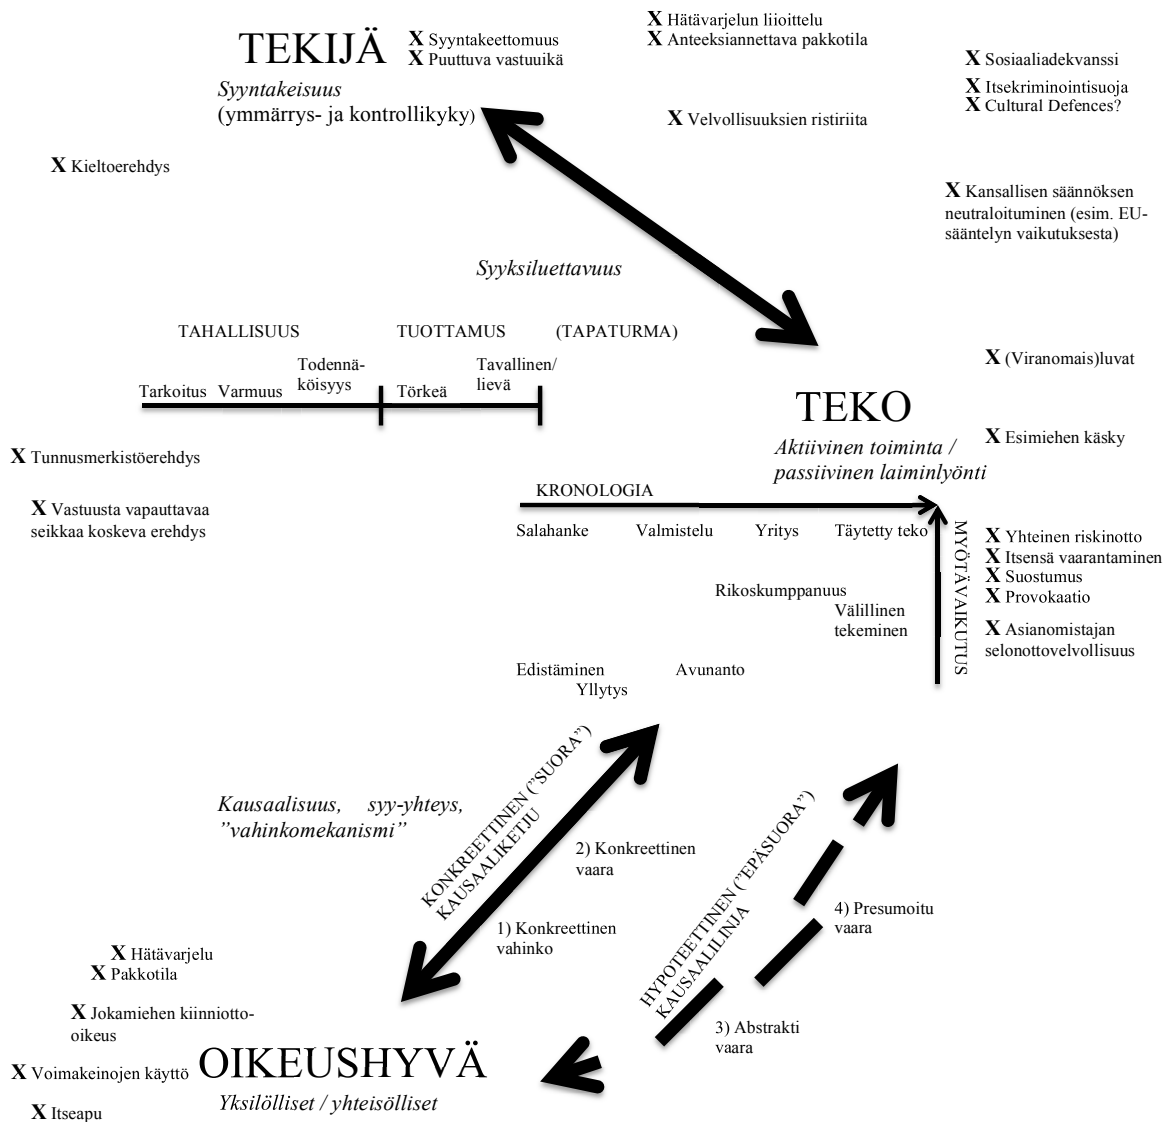 TEKIJÄ
X Syyntakeettomuus
X Puuttuva vastuuikä
Syyntakeisuus
(ymmärrys- ja kontrollikyky)
X Hätävarjelun liioittelu
X Anteeksiannettava pakkotila
X Sosiaaliadekvanssi
X Itsekriminointisuoja
X Cultural Defences?
X Velvollisuuksien ristiriita
X Kieltoerehdys
X Kansallisen säännöksen
neutraloituminen (esim. EU-
sääntelyn vaikutuksesta)
Syyksiluettavuus
TAHALLISUUS
TUOTTAMUS
(TAPATURMA)
Tarkoitus
Varmuus
Todennä-
köisyys
Törkeä
Tavallinen/
lievä
X (Viranomais)luvat
TEKO
Aktiivinen toiminta /
passiivinen laiminlyönti
X Esimiehen käsky
X Tunnusmerkistöerehdys
X Vastuusta vapauttavaa
seikkaa koskeva erehdys
KRONOLOGIA
Salahanke
Valmistelu
Yritys
Täytetty teko
MYÖTÄVAIKUTUS
X Yhteinen riskinotto
X Itsensä vaarantaminen
X Suostumus
X Provokaatio
X Asianomistajan
selonottovelvollisuus
Rikoskumppanuus
Välillinen
tekeminen
Edistäminen
Yllytys
Avunanto
Kausaalisuus, syy-yhteys,
”vahinkomekanismi”
KONKREETTINEN (”SUORA”)
KAUSAALIKETJU
2) Konkreettinen
vaara
1) Konkreettinen
vahinko
HYPOTEETTINEN (”EPÄSUORA”)
KAUSAALILINJA
4) Presumoitu
vaara
3) Abstrakti
vaara
X Hätävarjelu
X Pakkotila
X Jokamiehen kiinniotto-
oikeus
X Voimakeinojen käyttö
X Itseapu
OIKEUSHYVÄ
Yksilölliset / yhteisölliset